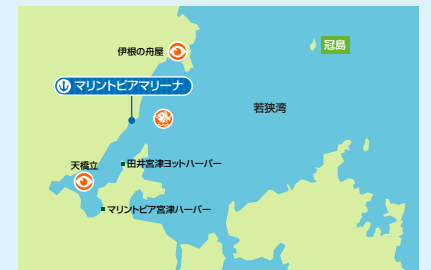 伊根の舟屋
冠島
マリントピアマリーナ
若狭湾
天橋立
田井宮津ヨットハーバー
マリントピア宮津ハーバー